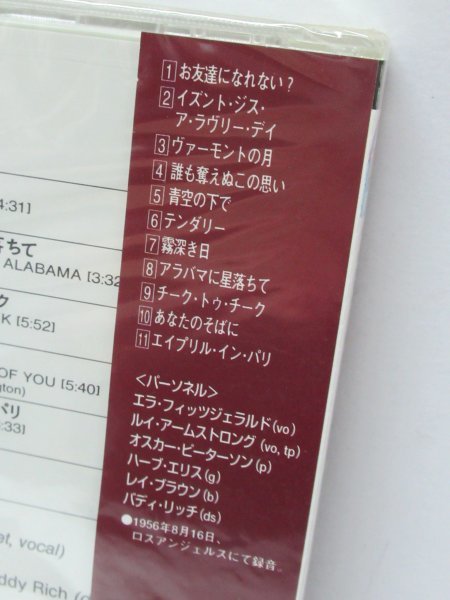 1 お友達になれない?
2 イズント・ジス・
ア・ラヴリー・デイ
3 ヴァーモントの月
4 誰も奪えぬこの思い
5 青空の下で
6 テンダリー
7 霧深き日
8 アラバマに星落ちて
9 チーク・トゥ・チーク
10 あなたのそばに
11 エイプリル・イン・パリ
〈パーソネル〉
エラ・フィッツジェラルド(vo)
ルイ・アームストロング(vo, tp)
オスカー・ピーターソン(p)
ハーブ・エリス(g)
レイ・ブラウン(b)
バディ・リッチ(ds)
●1956年8月16日、
ロスアンジェルスにて録音。
4:31]
ちて
ALABAMA [3:32
ク
K [5:52]
OF YOU [5:40]
ngton)
パリ
:33]
et, vocal)
ddy Rich (